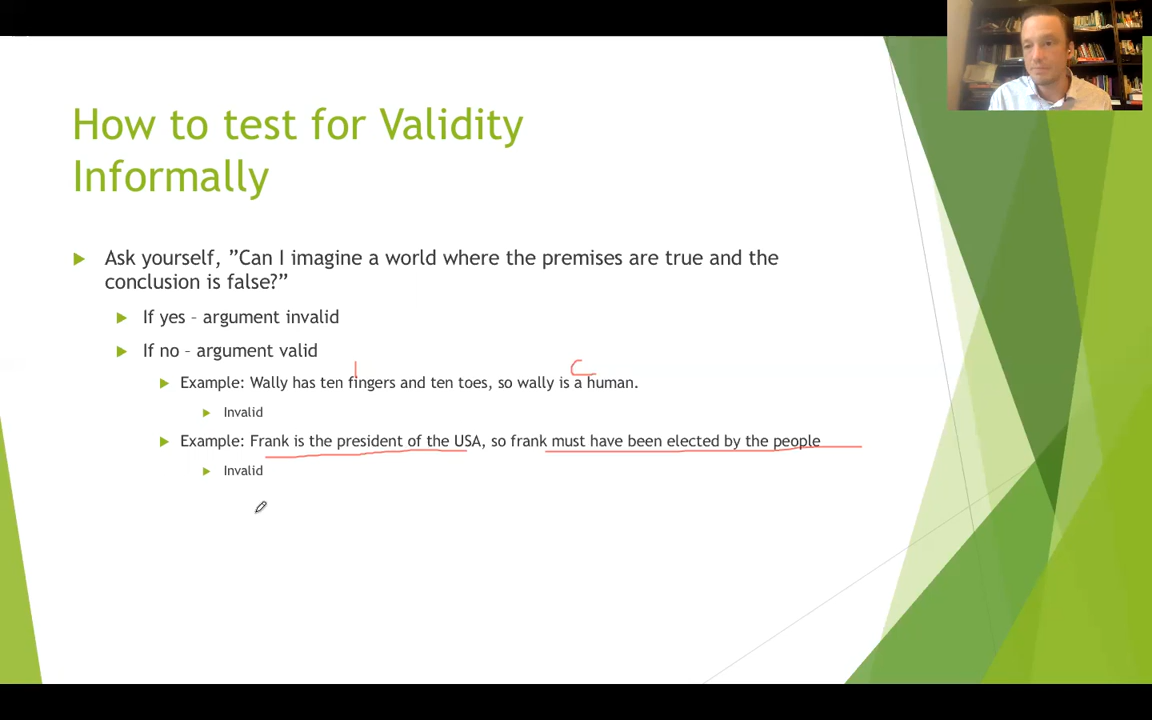 How to test for Validity
Informally
Ask yourself, ”Can I imagine a world where the premises are true and the
conclusion is false?”
If yes – argument invalid
If no – argument valid
1 C
Example: Wally has ten fingers and ten toes, so wally is a human.
Invalid
Example: Frank is the president of the USA, so frank must have been elected by the people
Invalid